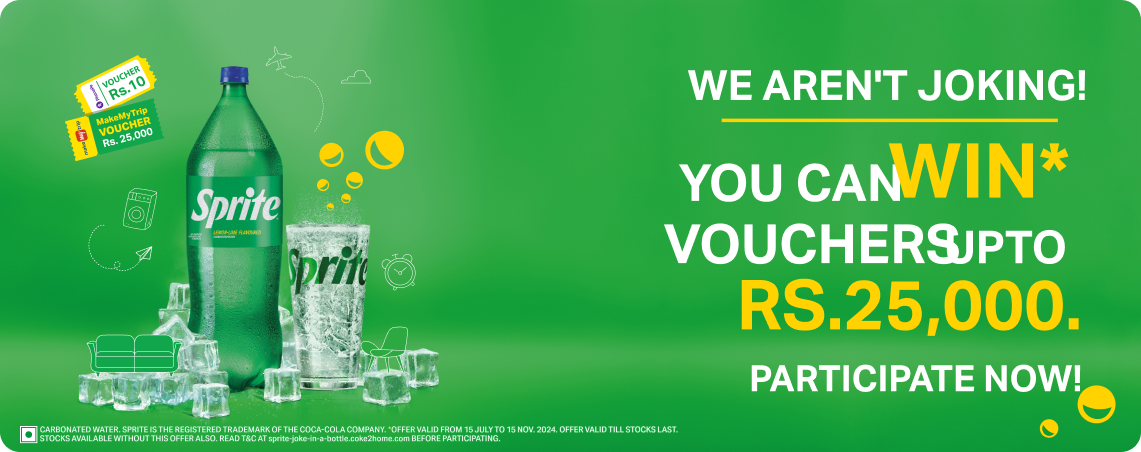 VOUCHER
Rs.10
MakeMyTrip
VOUCHER
Rs. 25,000
Sprite
LEMON-LIME FLAVOURED
Sprite
WE AREN'T JOKING!
YOU CAN WIN*
VOUCHERS UPTO
RS.25,000.
PARTICIPATE NOW!
CARBONATED WATER. SPRITE IS THE REGISTERED TRADEMARK OF THE COCA-COLA COMPANY. *OFFER VALID FROM 15 JULY TO 15 NOV. 2024. OFFER VALID TILL STOCKS LAST.
STOCKS AVAILABLE WITHOUT THIS OFFER ALSO. READ T&C AT sprite-joke-in-a-bottle.coke2home.com BEFORE PARTICIPATING.